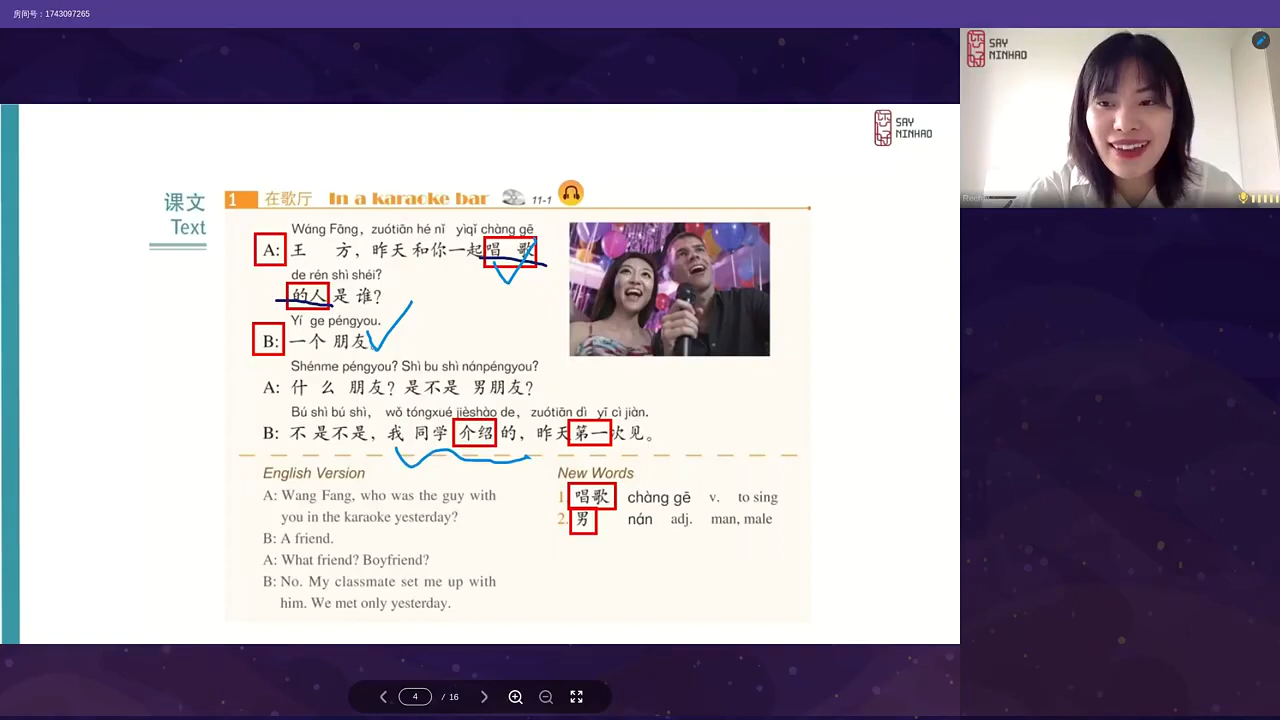 房间号：1743097265
SAY
NINHAO
SAY
NINHAO
课文
Text
1 在歌厅 In a karaoke bar 11-1
Wáng Fāng, zuótiān hé nǐ yìqǐ chàng gē
A: 王 方，昨天 和你一起唱 歌
de rén shì shéi?
的人 是 谁？
Yí ge péngyou.
B: 一个 朋友。
Shénme péngyou? Shì bu shì nánpéngyou?
A: 什 么 朋友？是不是 男朋友？
Bú shì bú shì, wǒ tóngxué jièshào de, zuótiān dì yī cì jiàn.
B: 不 是不是，我 同学 介绍 的，昨天第一次见。
English Version
A: Wang Fang, who was the guy with
you in the karaoke yesterday?
B: A friend.
A: What friend? Boyfriend?
B: No. My classmate set me up with
him. We met only yesterday.
New Words
1 唱歌 chàng gē v. to sing
2. 男 nán adj. man, male
4 / 16